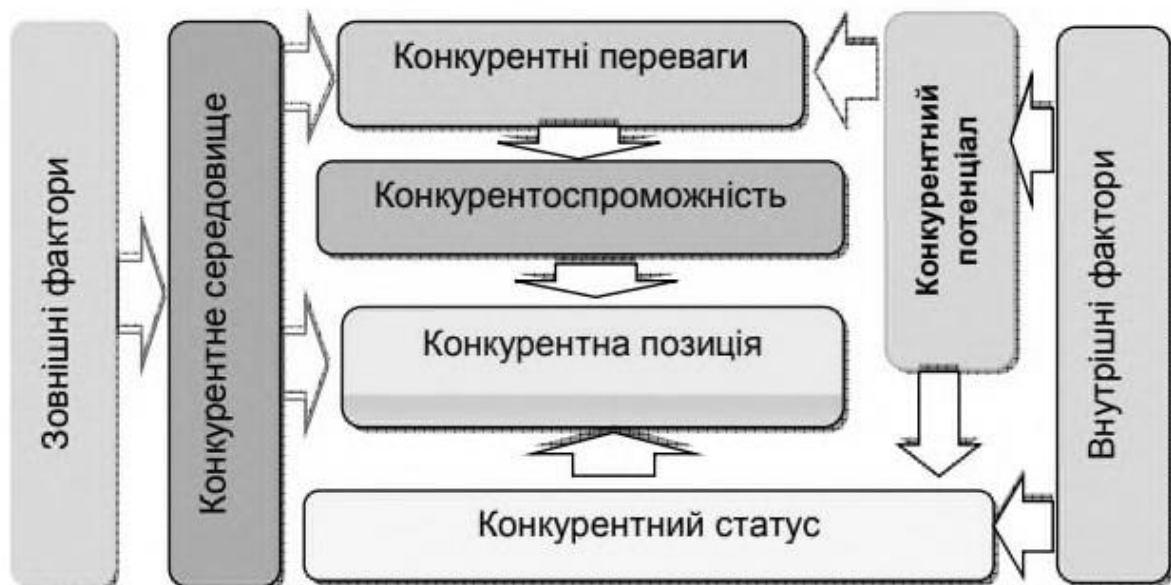 Зовнішні фактори
Конкурентне середовище
Конкурентні переваги
Конкурентоспроможність
Конкурентна позиція
Конкурентний статус
Конкурентний
потенціал
Внутрішні фактори